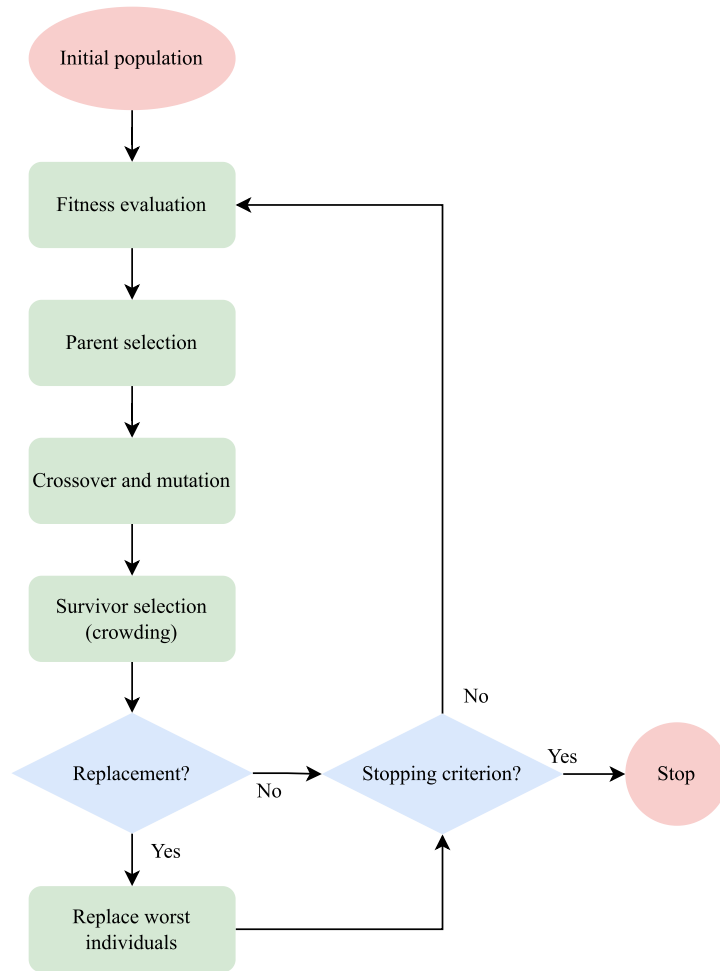 Initial population
Fitness evaluation
Parent selection
Crossover and mutation
Survivor selection
(crowding)
No
Replacement?
No
Stopping criterion?
Yes
Stop
Yes
Replace worst
individuals